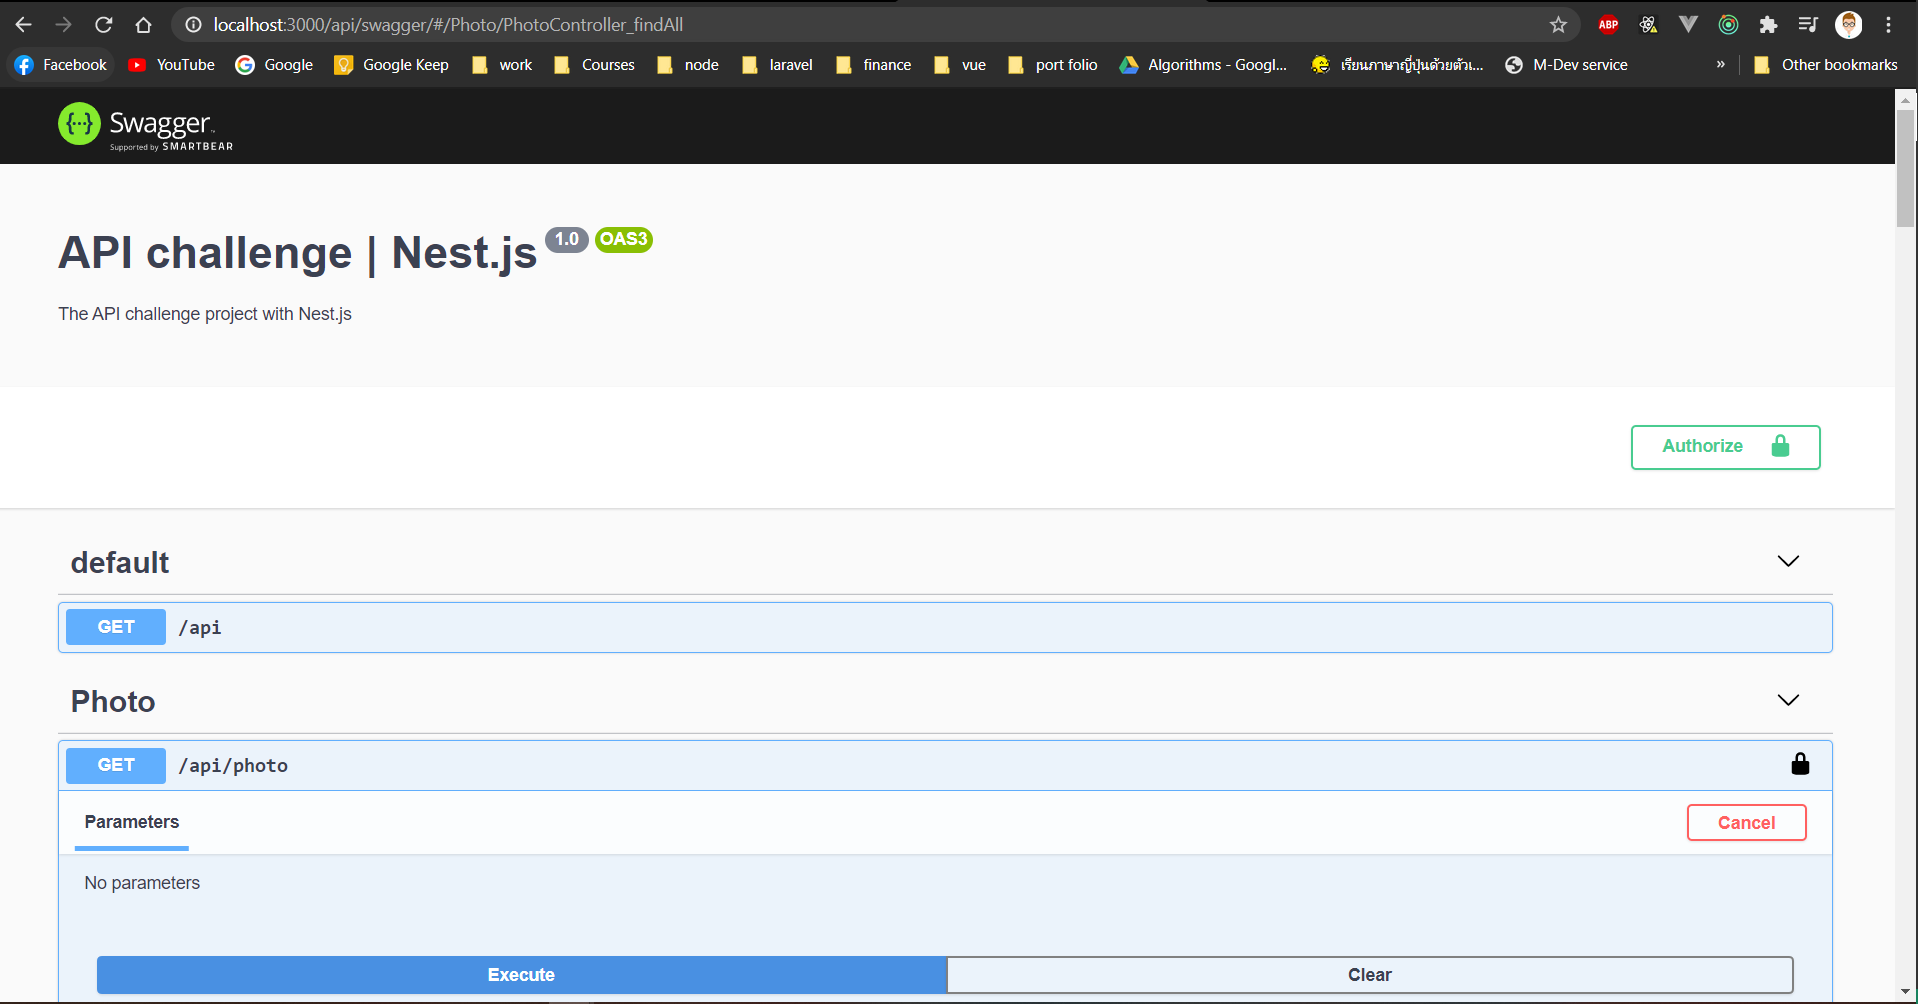 localhost:3000/api/swagger/#/Photo/PhotoController_findAll
ABP
Facebook YouTube Google Google Keep work Courses node laravel finance vue port folio Algorithms - Googl... เรียนภาษาญี่ปุ่นด้วยตัวเ... M-Dev service » Other bookmarks
{···} Swagger
Supported by SMARTBEAR
API challenge | Nest.js 1.0 OAS3
The API challenge project with Nest.js
Authorize
default
GET /api
Photo
GET /api/photo
Parameters Cancel
No parameters
Execute Clear